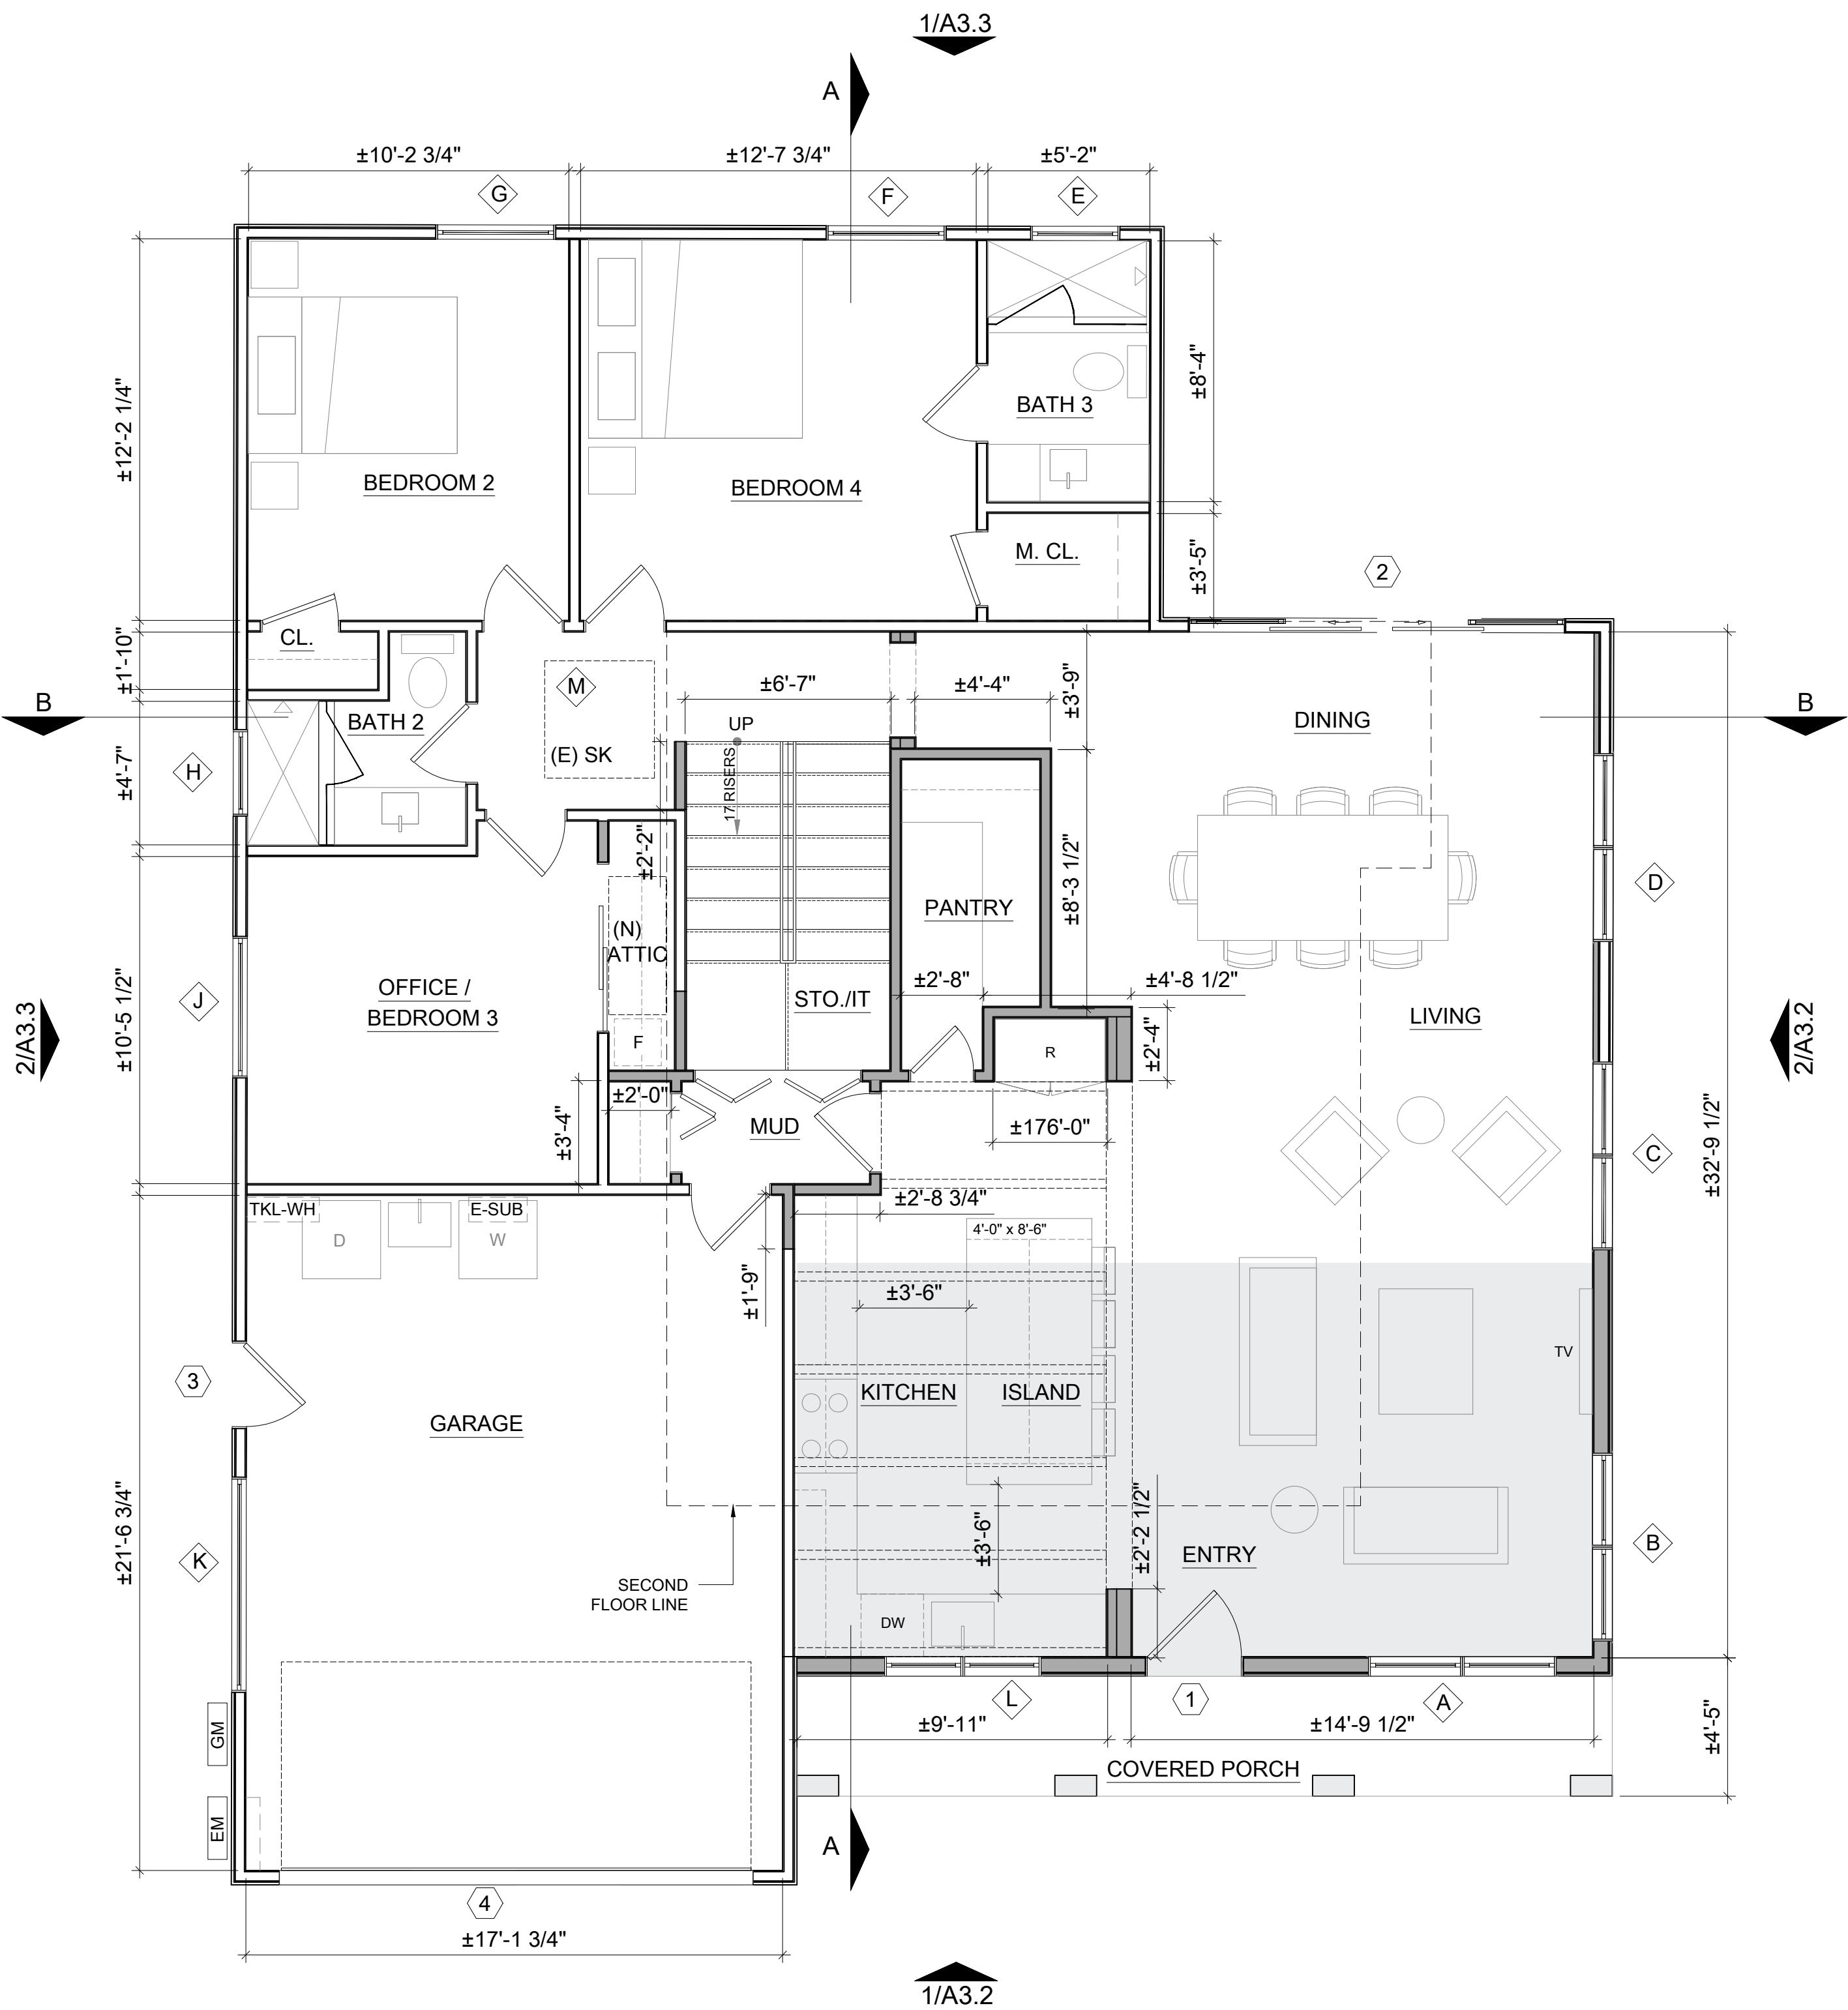 1/A3.3
A
±10'-2 3/4"
±12'-7 3/4"
±5'-2"
G
F
E
±12'-2 1/4"
±8'-4"
BATH 3
BEDROOM 2
BEDROOM 4
±3'-5"
M. CL.
2
CL.
±1'-10"
M
±6'-7"
±4'-4"
±3'-9"
B
BATH 2
UP
DINING
B
(E) SK
17 RISERS
H
±4'-7"
±2'-2"
±8'-3 1/2"
D
PANTRY
(N)
ATTIC
±2'-8"
±4'-8 1/2"
OFFICE /
BEDROOM 3
STO./IT
LIVING
J
±10'-5 1/2"
2/A3.3
F
R
±2'-4"
2/A3.2
±2'-0"
±3'-4"
MUD
±176'-0"
C
±32'-9 1/2"
TKL-WH
E-SUB
D
W
±2'-8 3/4"
4'-0" x 8'-6"
±1'-9"
±3'-6"
TV
3
KITCHEN
ISLAND
GARAGE
±21'-6 3/4"
K
±3'-6"
±2'-2 1/2"
ENTRY
B
SECOND
FLOOR LINE
DW
GM
L
1
A
±9'-11"
±14'-9 1/2"
±4'-5"
COVERED PORCH
EM
A
4
±17'-1 3/4"
1/A3.2